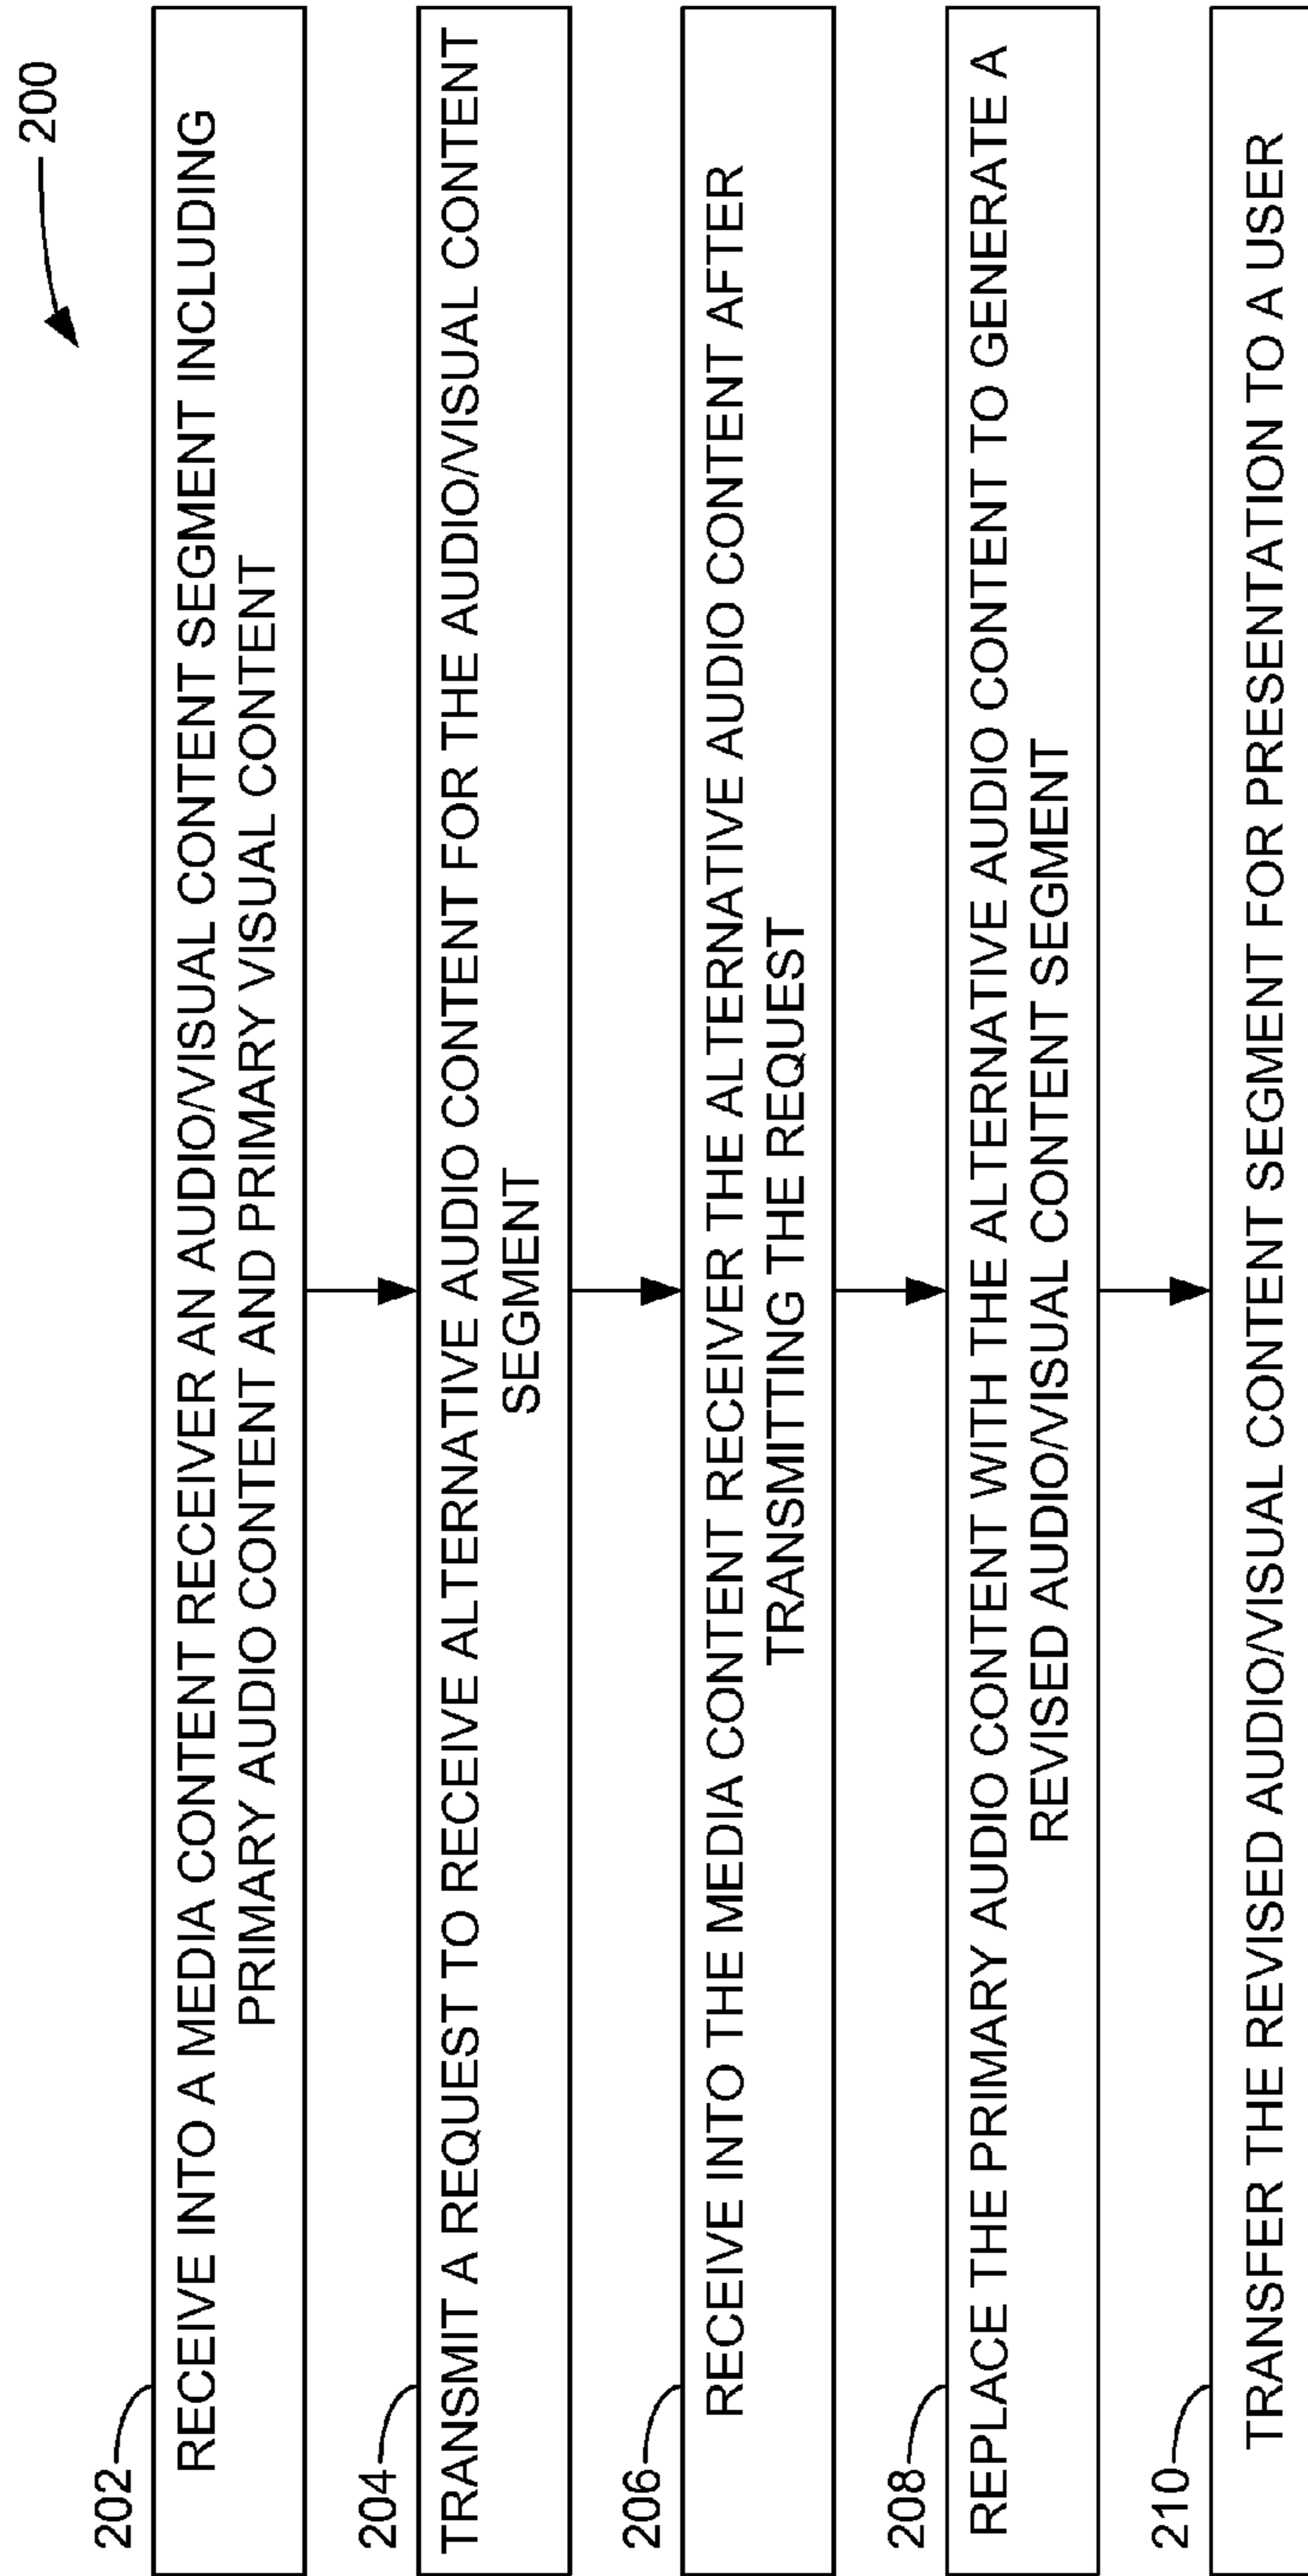 200
202
RECEIVE INTO A MEDIA CONTENT RECEIVER AN AUDIO/VISUAL CONTENT SEGMENT INCLUDING
PRIMARY AUDIO CONTENT AND PRIMARY VISUAL CONTENT
204
TRANSMIT A REQUEST TO RECEIVE ALTERNATIVE AUDIO CONTENT FOR THE AUDIO/VISUAL CONTENT
SEGMENT
206
RECEIVE INTO THE MEDIA CONTENT RECEIVER THE ALTERNATIVE AUDIO CONTENT AFTER
TRANSMITTING THE REQUEST
208
REPLACE THE PRIMARY AUDIO CONTENT WITH THE ALTERNATIVE AUDIO CONTENT TO GENERATE A
REVISED AUDIO/VISUAL CONTENT SEGMENT
210
TRANSFER THE REVISED AUDIO/VISUAL CONTENT SEGMENT FOR PRESENTATION TO A USER